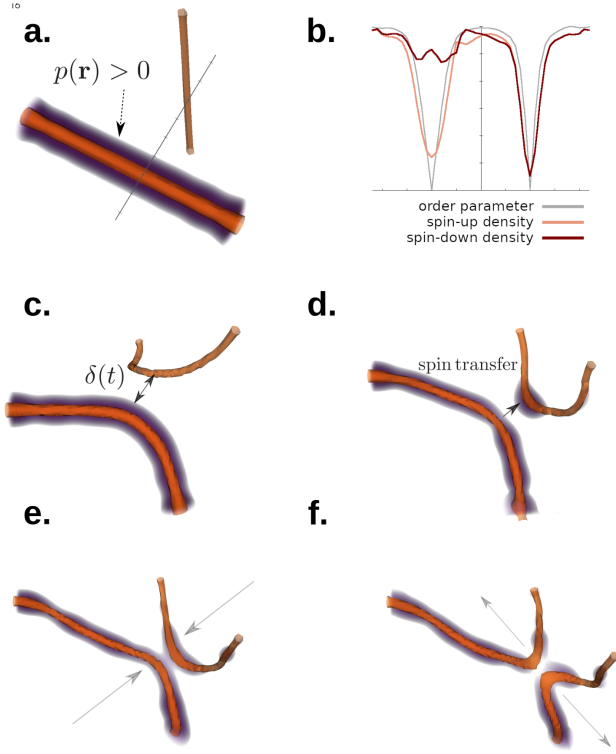 a.
p(r) > 0
b.
order parameter
spin-up density
spin-down density
c.
δ(t)
d.
spin transfer
e.
f.